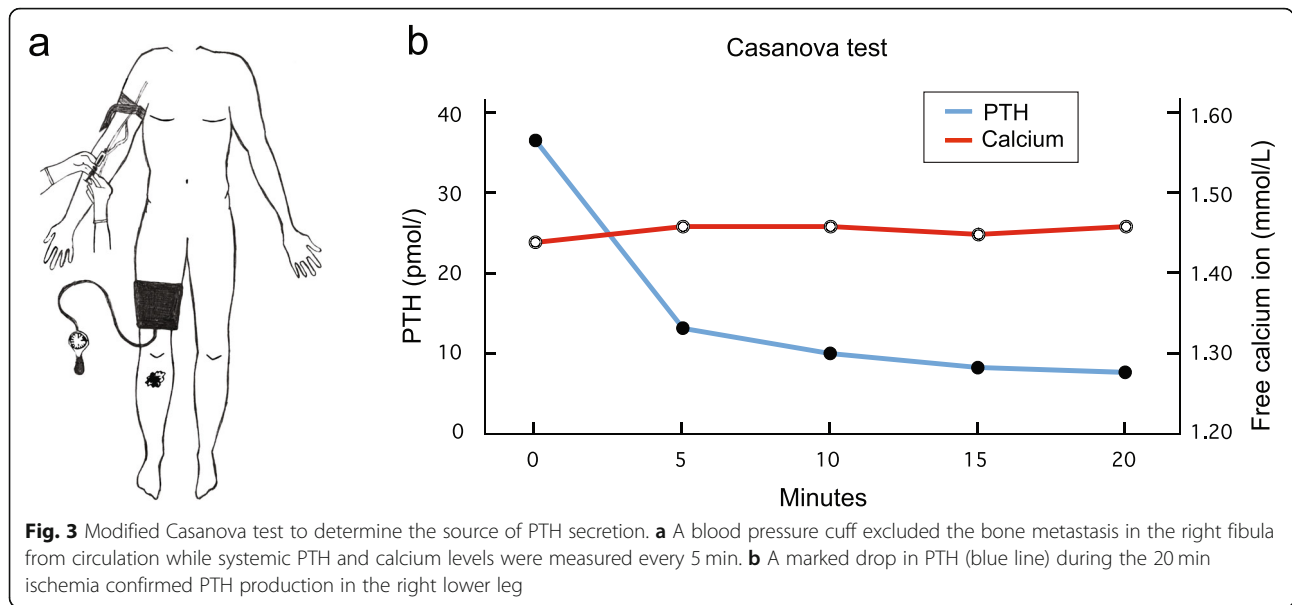 a
b
Casanova test
PTH
Calcium
40
30
20
10
0
PTH (pmol/)
1.60
1.50
1.40
1.30
1.20
Free calcium ion (mmol/L)
0 5 10 15 20
Minutes
Fig. 3 Modified Casanova test to determine the source of PTH secretion. a A blood pressure cuff excluded the bone metastasis in the right fibula
from circulation while systemic PTH and calcium levels were measured every 5 min. b A marked drop in PTH (blue line) during the 20 min
ischemia confirmed PTH production in the right lower leg